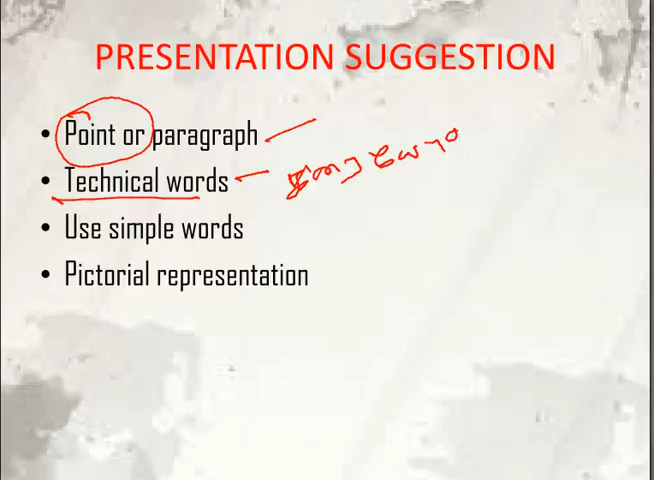 PRESENTATION SUGGESTION
• Point or paragraph
• Technical words
• Use simple words
• Pictorial representation